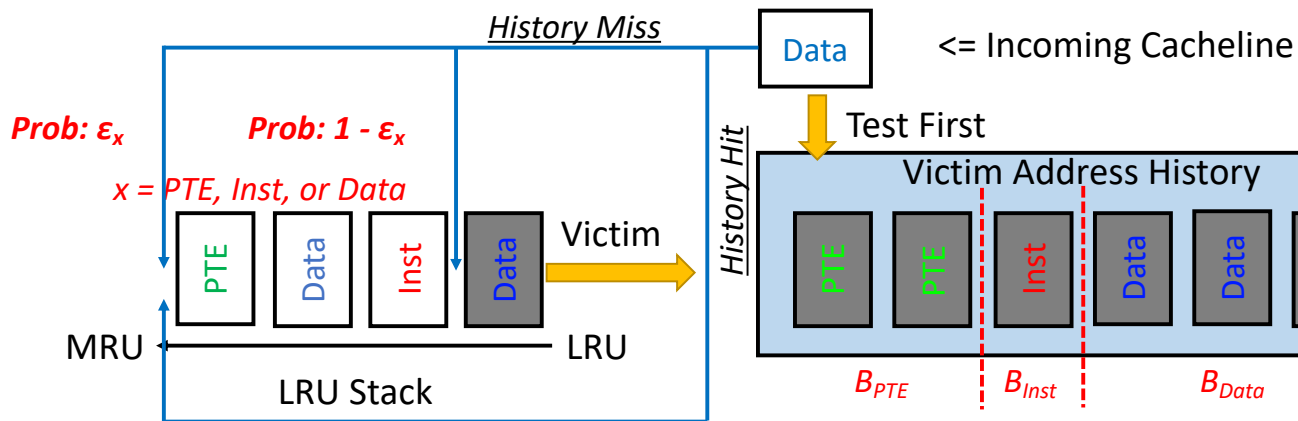 History Miss
Data
<= Incoming Cacheline
Prob: εx
Prob: 1 - εx
x = PTE, Inst, or Data
Test First
History Hit
Victim Address History
PTE
Data
Inst
Data
Victim
PTE
PTE
Inst
Data
Data
MRU
LRU
LRU Stack
BPTE
BInst
BData